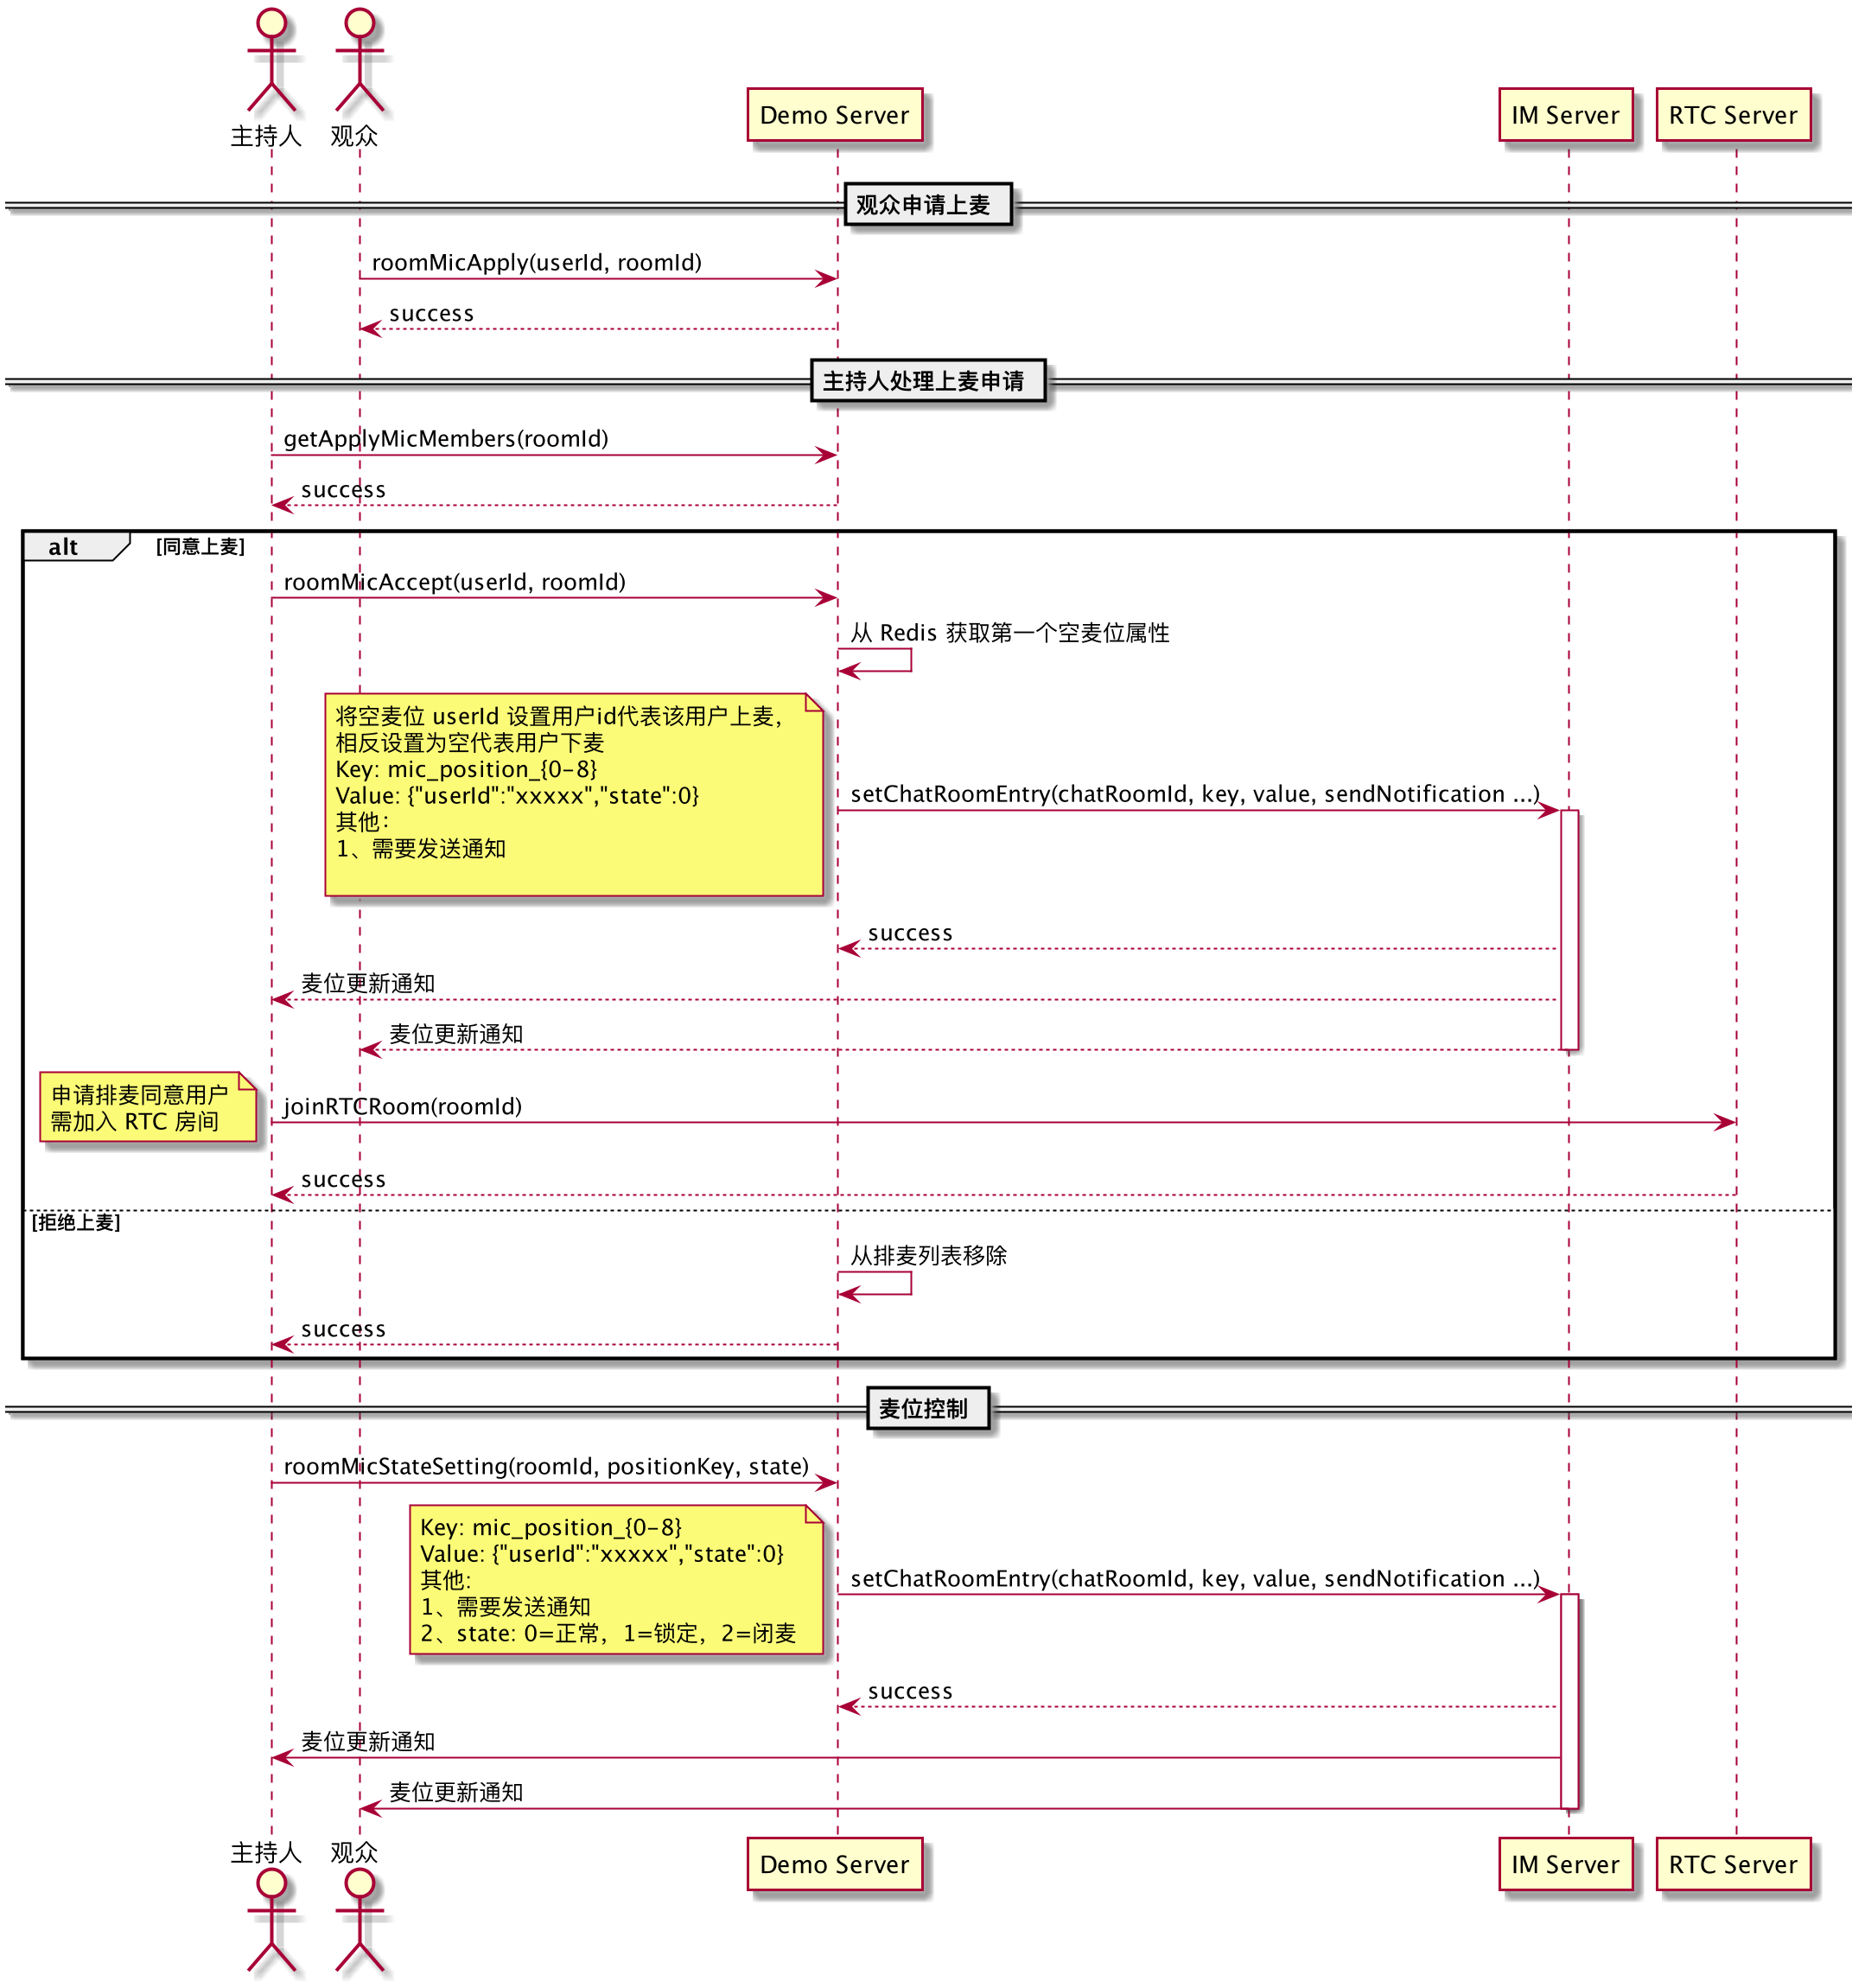 主持人
观众
Demo Server
IM Server
RTC Server
观众申请上麦
roomMicApply(userId, roomId)
success
主持人处理上麦申请
getApplyMicMembers(roomId)
success
alt
[同意上麦]
roomMicAccept(userId, roomId)
从 Redis 获取第一个空麦位属性
将空麦位 userId 设置用户id代表该用户上麦，
相反设置为空代表用户下麦
Key: mic_position_{0-8}
Value: {"userId":"xxxxx","state":0}
其他：
1、需要发送通知
setChatRoomEntry(chatRoomId, key, value, sendNotification ...)
success
麦位更新通知
麦位更新通知
申请排麦同意用户
需加入 RTC 房间
joinRTCRoom(roomId)
success
[拒绝上麦]
从排麦列表移除
success
麦位控制
roomMicStateSetting(roomId, positionKey, state)
Key: mic_position_{0-8}
Value: {"userId":"xxxxx","state":0}
其他:
1、需要发送通知
2、state: 0=正常，1=锁定，2=闭麦
setChatRoomEntry(chatRoomId, key, value, sendNotification ...)
success
麦位更新通知
麦位更新通知
主持人
观众
Demo Server
IM Server
RTC Server